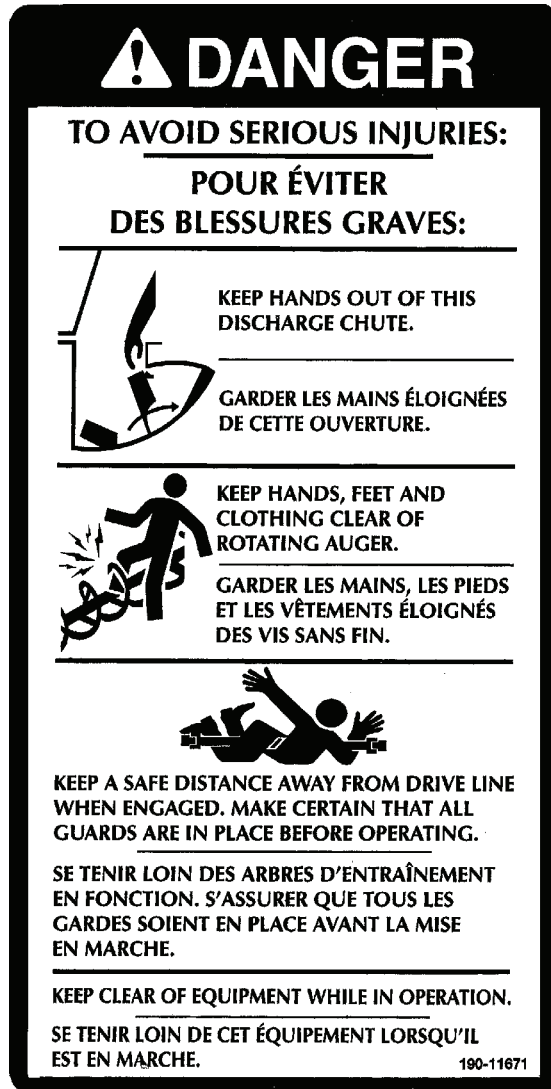 DANGER
TO AVOID SERIOUS INJURIES:
POUR ÉVITER
DES BLESSURES GRAVES:
KEEP HANDS OUT OF THIS
DISCHARGE CHUTE.
GARDER LES MAINS ÉLOIGNÉES
DE CETTE OUVERTURE.
KEEP HANDS, FEET AND
CLOTHING CLEAR OF
ROTATING AUGER.
GARDER LES MAINS, LES PIEDS
ET LES VÊTEMENTS ÉLOIGNÉS
DES VIS SANS FIN.
KEEP A SAFE DISTANCE AWAY FROM DRIVE LINE
WHEN ENGAGED. MAKE CERTAIN THAT ALL
GUARDS ARE IN PLACE BEFORE OPERATING.
SE TENIR LOIN DES ARBRES D'ENTRAÎNEMENT
EN FONCTION. S'ASSURER QUE TOUS LES
GARDES SOIENT EN PLACE AVANT LA MISE
EN MARCHE.
KEEP CLEAR OF EQUIPMENT WHILE IN OPERATION.
SE TENIR LOIN DE CET ÉQUIPEMENT LORSQU'IL
EST EN MARCHE.
190-11671